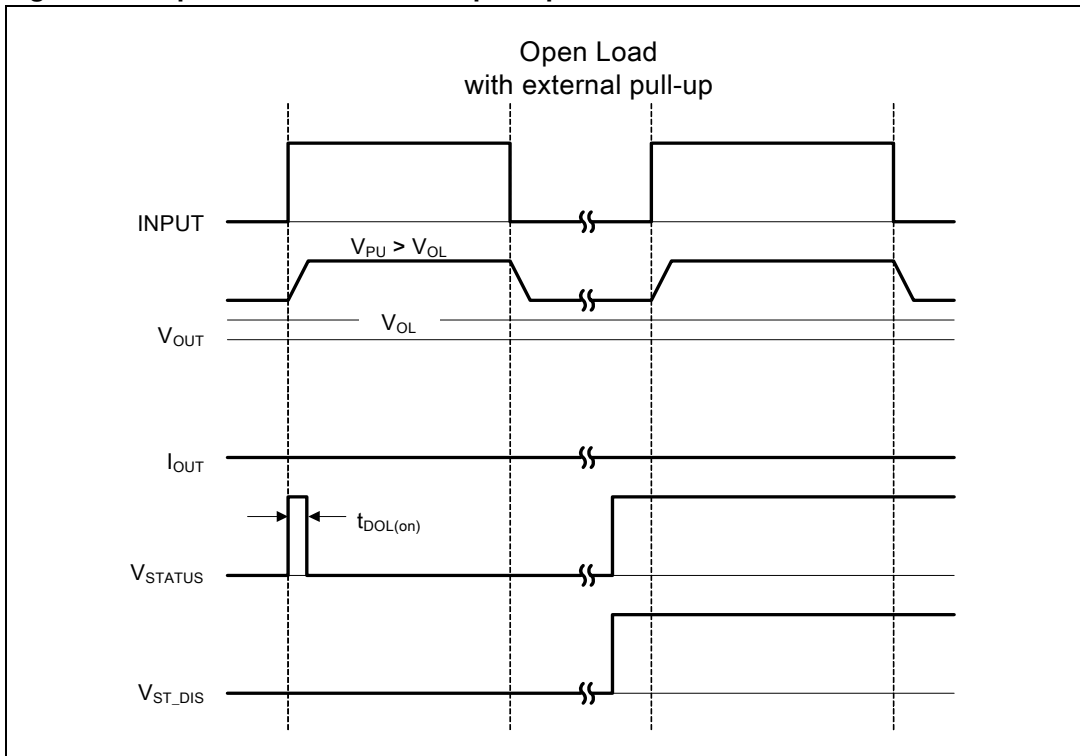 Open Load
with external pull-up
INPUT
V_PU > V_OL
V_OL
V_OUT
I_OUT
t_DOL(on)
V_STATUS
V_ST_DIS